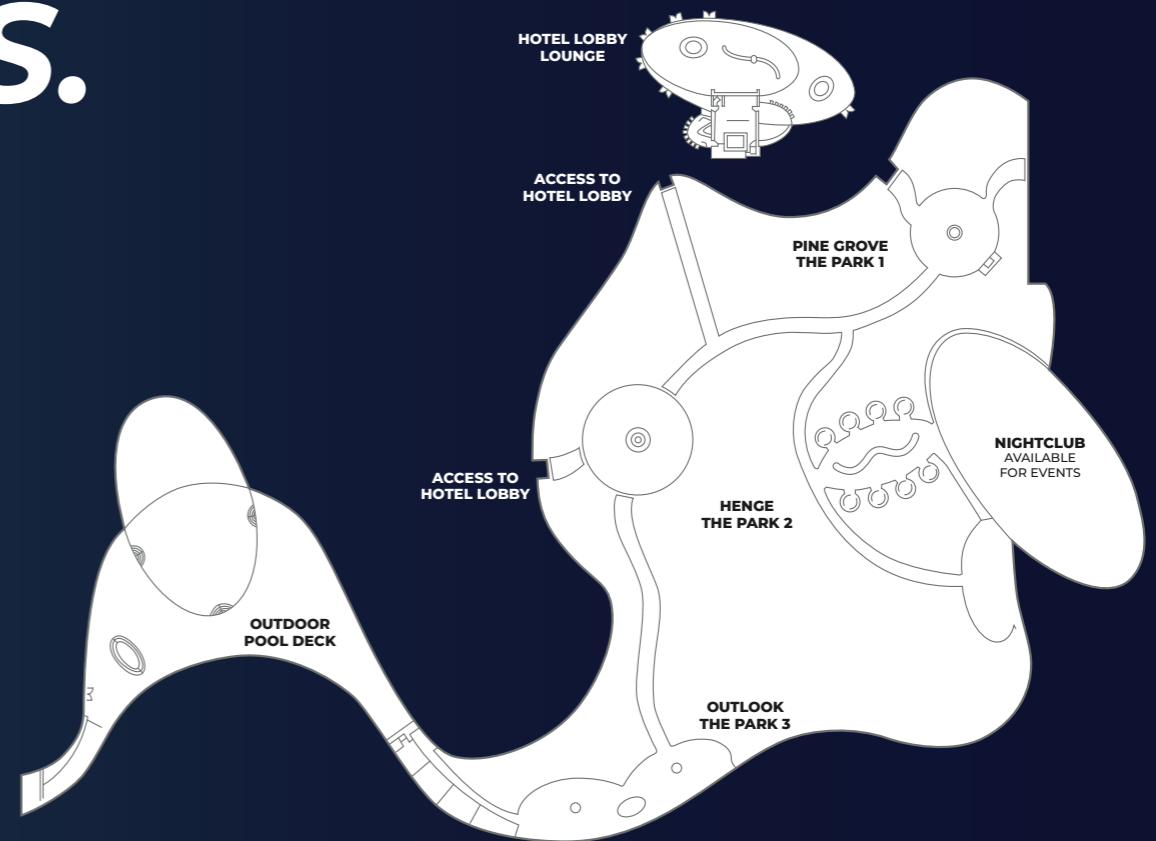 S.
HOTEL LOBBY
LOUNGE
ACCESS TO
HOTEL LOBBY
PINE GROVE
THE PARK 1
NIGHTCLUB
AVAILABLE
FOR EVENTS
ACCESS TO
HOTEL LOBBY
HENGE
THE PARK 2
OUTDOOR
POOL DECK
OUTLOOK
THE PARK 3